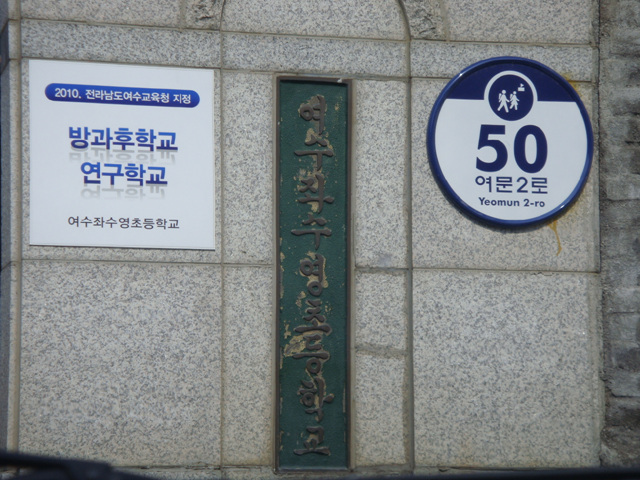 2010. 전라남도여수교육청 지정
방과후학교
연구학교
여수좌수영초등학교
여수좌수영초등학교
50
여문2로
Yeomun 2-ro